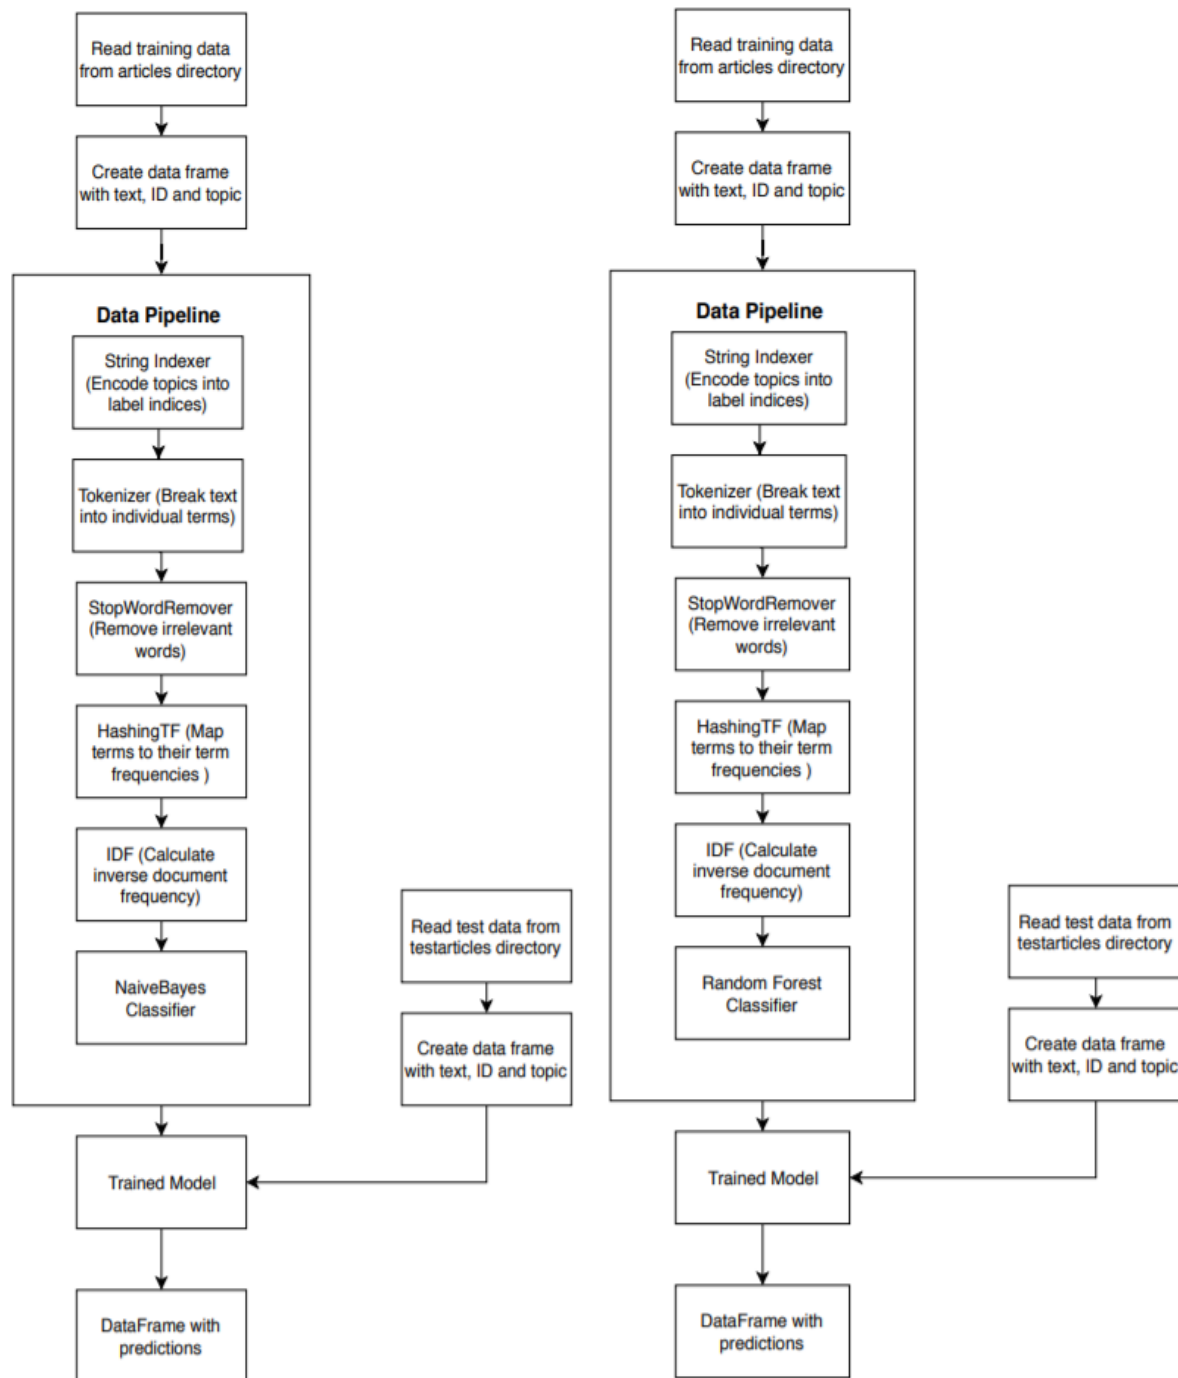 Read training data
from articles directory
Create data frame
with text, ID and topic
Data Pipeline
String Indexer
(Encode topics into
label indices)
Tokenizer (Break text
into individual terms)
StopWordRemover
(Remove irrelevant
words)
HashingTF (Map
terms to their term
frequencies )
IDF (Calculate
inverse document
frequency)
NaiveBayes
Classifier
Read test data from
testarticles directory
Create data frame
with text, ID and topic
Trained Model
DataFrame with
predictions
Read training data
from articles directory
Create data frame
with text, ID and topic
Data Pipeline
String Indexer
(Encode topics into
label indices)
Tokenizer (Break text
into individual terms)
StopWordRemover
(Remove irrelevant
words)
HashingTF (Map
terms to their term
frequencies )
IDF (Calculate
inverse document
frequency)
Random Forest
Classifier
Read test data from
testarticles directory
Create data frame
with text, ID and topic
Trained Model
DataFrame with
predictions